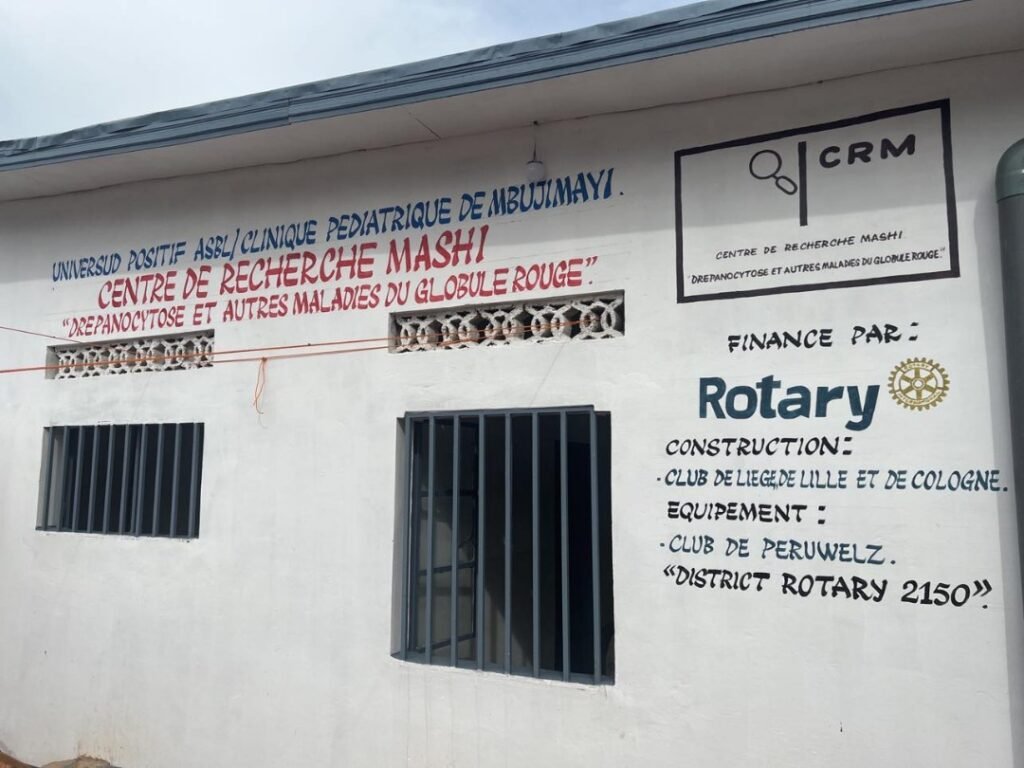 UNIVERSUD POSITIF ASBL/CLINIQUE PEDIATRIQUE DE MBUJIMAYI.
CENTRE DE RECHERCHE MASHI
"DREPANOCYTOSE ET AUTRES MALADIES DU GLOBULE ROUGE".
CRM
CENTRE DE RECHERCHE MASHI
"DREPANOCYTOSE ET AUTRES MALADIES DU GLOBULE ROUGE."
FINANCE PAR:
Rotary
CONSTRUCTION:
-CLUB DE LIEGE,DE LILLE ET DE COLOGNE.
EQUIPEMENT:
-CLUB DE PERUWELZ.
"DISTRICT ROTARY 2150".